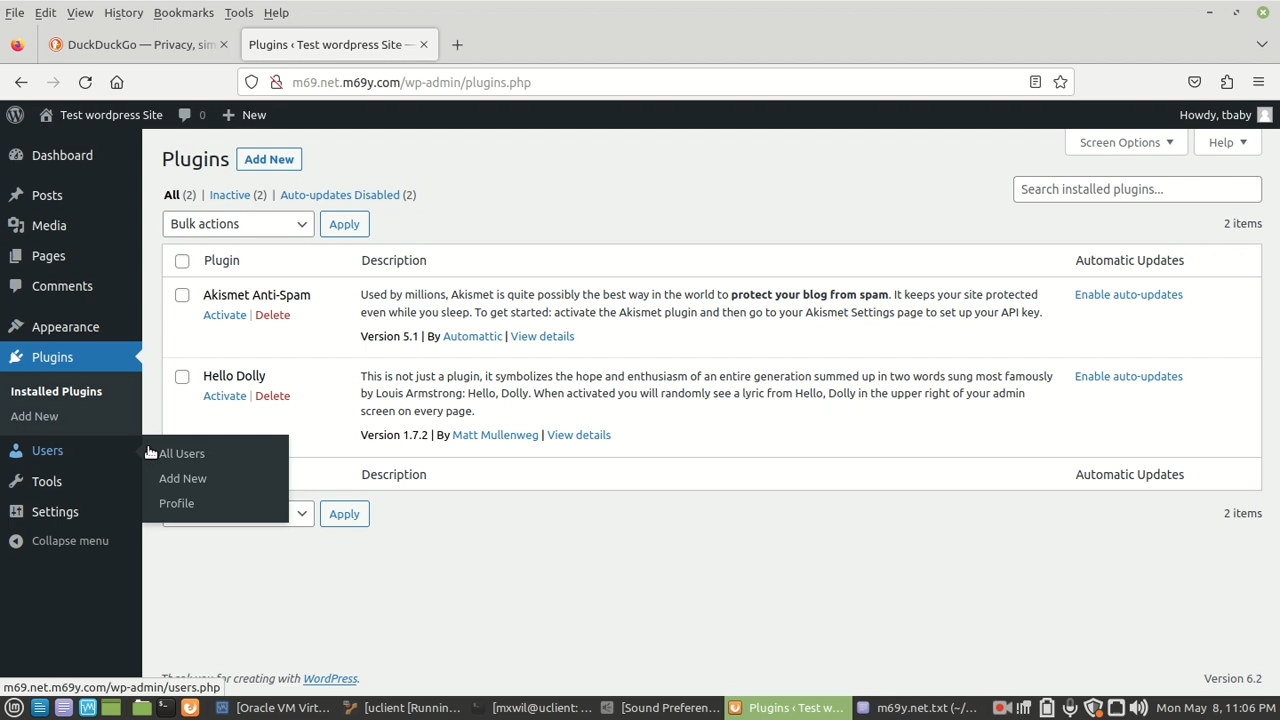 File Edit View History Bookmarks Tools Help
DuckDuckGo — Privacy, sim
Plugins ‹ Test wordpress Site —
m69.net.m69y.com/wp-admin/plugins.php
Test wordpress Site 0 New Howdy, tbaby
Dashboard
Posts
Media
Pages
Comments
Appearance
Plugins
Installed Plugins
Add New
Users
Tools
Settings
Collapse menu
All Users
Add New
Profile
Screen Options Help
Plugins Add New
All (2) | Inactive (2) | Auto-updates Disabled (2)
Search installed plugins...
Bulk actions Apply 2 items
Plugin Description Automatic Updates
Akismet Anti-Spam
Activate | Delete
Used by millions, Akismet is quite possibly the best way in the world to protect your blog from spam. It keeps your site protected
even while you sleep. To get started: activate the Akismet plugin and then go to your Akismet Settings page to set up your API key.
Version 5.1 | By Automattic | View details
Enable auto-updates
Hello Dolly
Activate | Delete
This is not just a plugin, it symbolizes the hope and enthusiasm of an entire generation summed up in two words sung most famously
by Louis Armstrong: Hello, Dolly. When activated you will randomly see a lyric from Hello, Dolly in the upper right of your admin
screen on every page.
Version 1.7.2 | By Matt Mullenweg | View details
Enable auto-updates
Description Automatic Updates
Apply 2 items
Thank you for creating with WordPress. Version 6.2
m69.net.m69y.com/wp-admin/users.php
[Oracle VM Virt... [uclient [Runnin... [mxwil@uclient: ... [Sound Preferen... Plugins ‹ Test w... m69y.net.txt (~/... Mon May 8, 11:06 PM